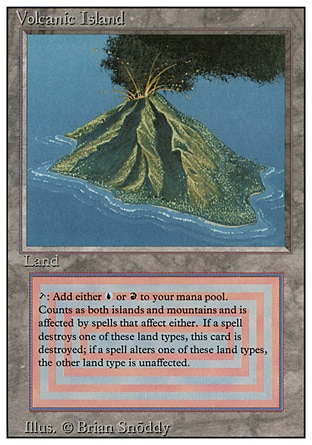 Volcanic Island
Land
: Add either or to your mana pool.
Counts as both islands and mountains and is
affected by spells that affect either. If a spell
destroys one of these land types, this card is
destroyed; if a spell alters one of these land types,
the other land type is unaffected.
Illus. © Brian Snōddy